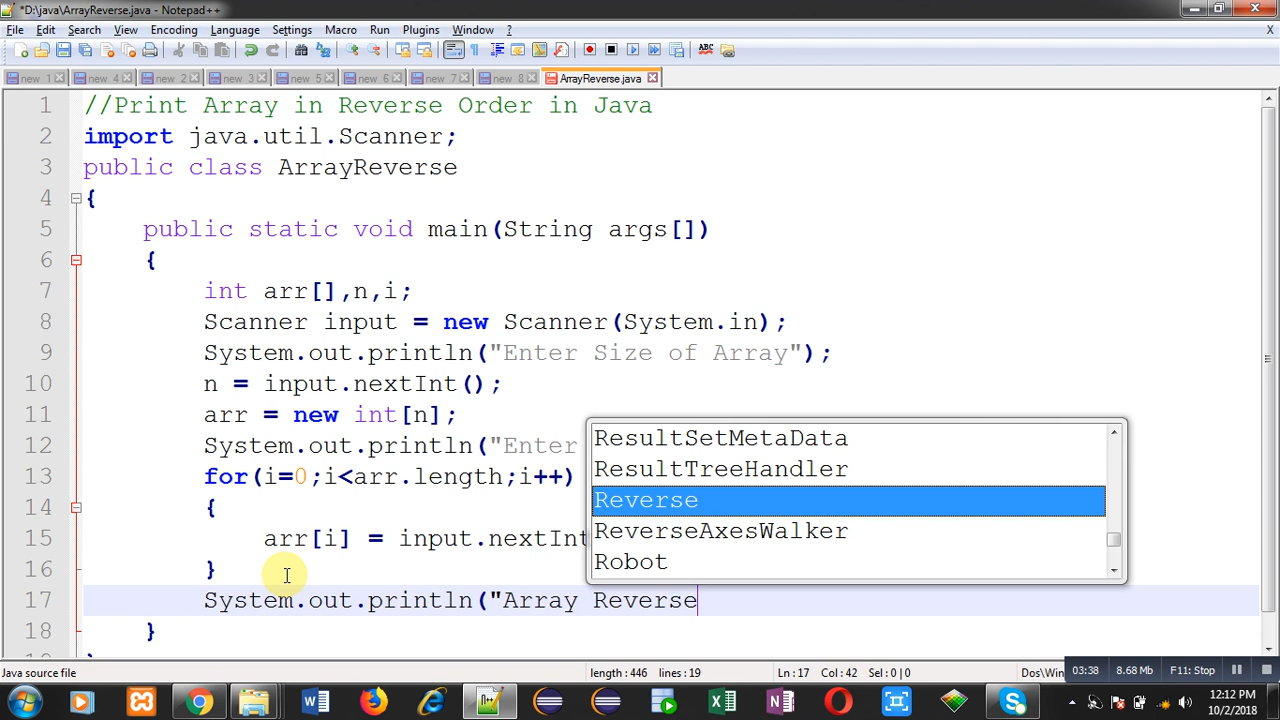 *D:\java\ArrayReverse.java - Notepad++
File Edit Search View Encoding Language Settings Macro Run Plugins Window ? X
new 1 new 4 new 2 new 3 new 5 new 6 new 7 new 8 ArrayReverse.java
1 //Print Array in Reverse Order in Java
2 import java.util.Scanner;
3 public class ArrayReverse
4 {
5 public static void main(String args[])
6 {
7 int arr[],n,i;
8 Scanner input = new Scanner(System.in);
9 System.out.println("Enter Size of Array");
10 n = input.nextInt();
11 arr = new int[n];
12 System.out.println("Enter
13 for(i=0;i<arr.length;i++)
14 {
15 arr[i] = input.nextInt
16 }
17 System.out.println("Array Reverse
18 }
ResultSetMetaData
ResultTreeHandler
Reverse
ReverseAxesWalker
Robot
Java source file length : 446 lines : 19 Ln : 17 Col : 42 Sel : 0 | 0 Dos\Win
03:38 8.68 Mb F11: Stop
12:12 PM
10/2/2018